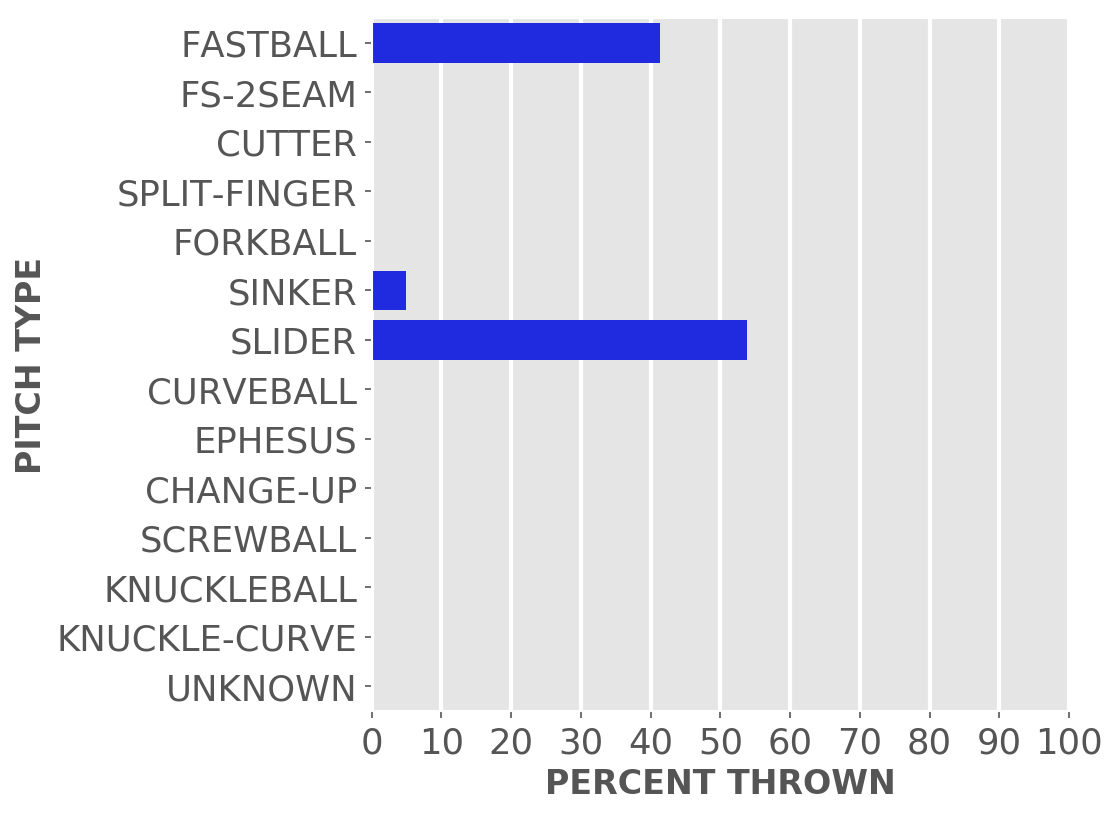 FASTBALL
FS-2SEAM
CUTTER
SPLIT-FINGER
FORKBALL
SINKER
SLIDER
CURVEBALL
EPHESUS
CHANGE-UP
SCREWBALL
KNUCKLEBALL
KNUCKLE-CURVE
UNKNOWN
PITCH TYPE
0 10 20 30 40 50 60 70 80 90 100
PERCENT THROWN